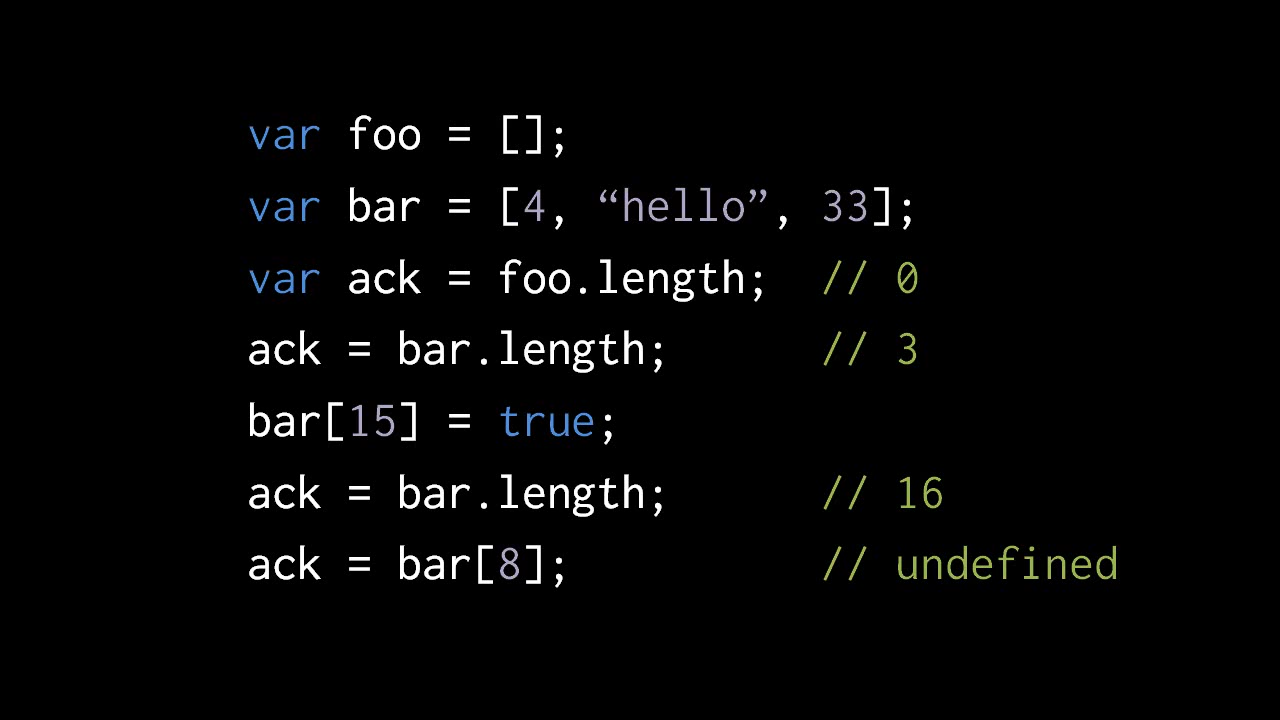 var foo = [];
var bar = [4, “hello”, 33];
var ack = foo.length;  // 0
ack = bar.length;      // 3
bar[15] = true;
ack = bar.length;      // 16
ack = bar[8];          // undefined